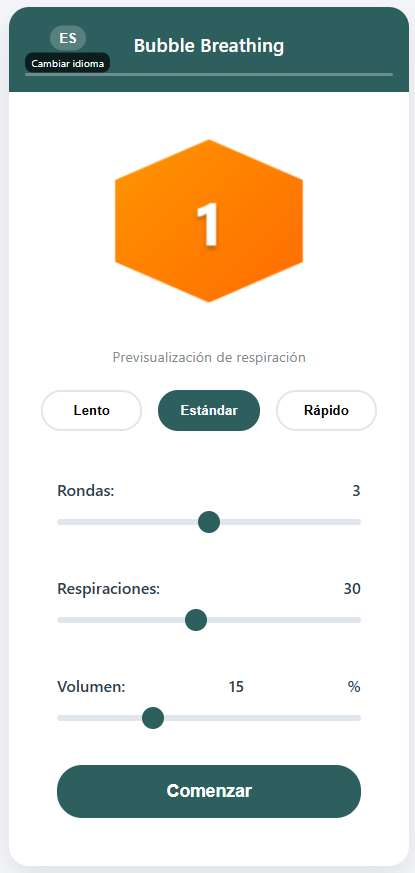 ES
Bubble Breathing
Cambiar idioma
1
Previsualización de respiración
Lento
Estándar
Rápido
Rondas: 3
Respiraciones: 30
Volumen: 15 %
Comenzar